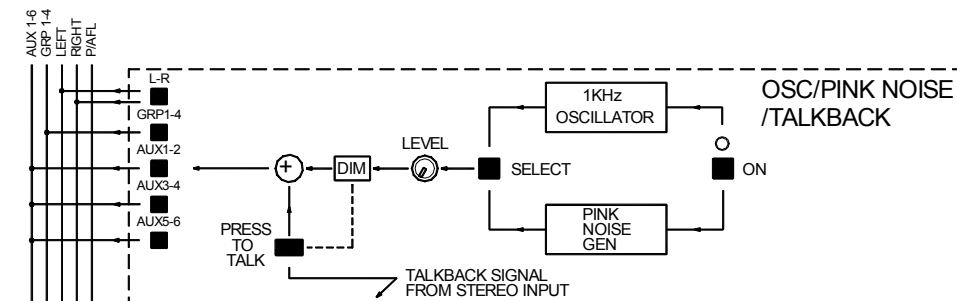 AUX 1-6
GRP 1-4
LEFT
RIGHT
P/AFL
L-R
GRP1-4
AUX1-2
AUX3-4
AUX5-6
PRESS
TO
TALK
DIM
LEVEL
SELECT
1KHz
OSCILLATOR
PINK
NOISE
GEN
ON
OSC/PINK NOISE
/TALKBACK
TALKBACK SIGNAL
FROM STEREO INPUT